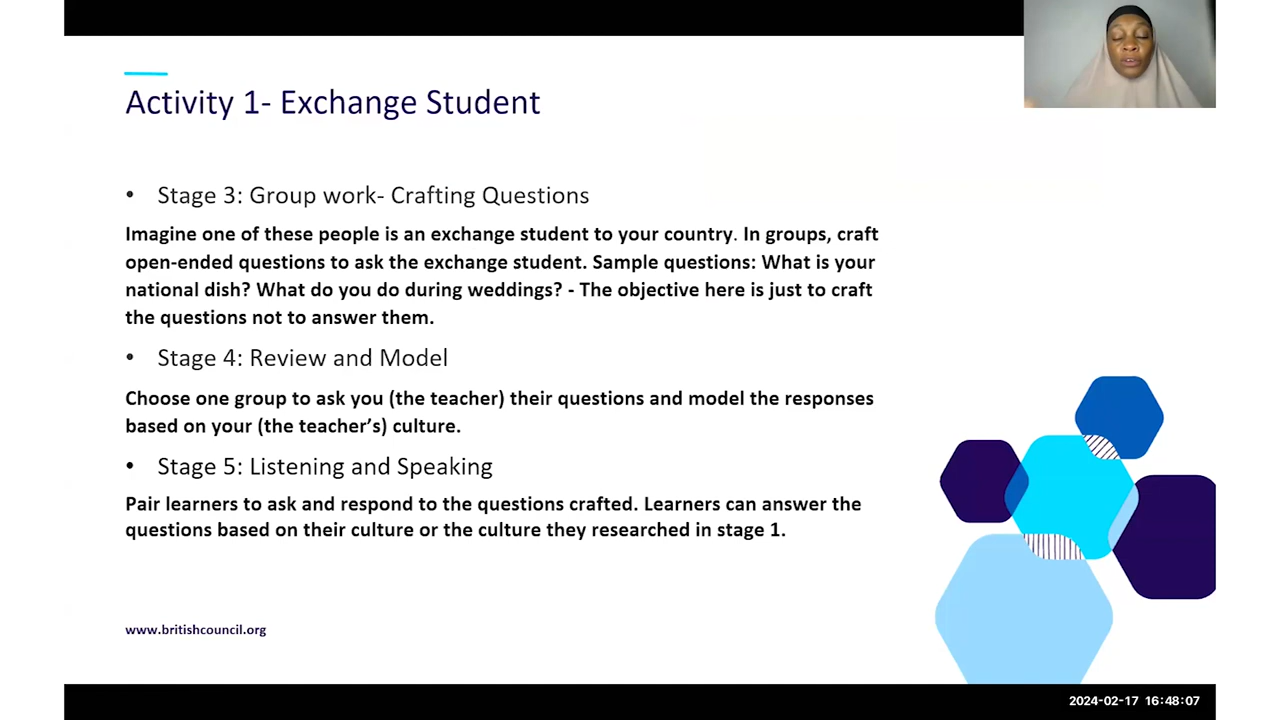 Activity 1- Exchange Student
• Stage 3: Group work- Crafting Questions
Imagine one of these people is an exchange student to your country. In groups, craft
open-ended questions to ask the exchange student. Sample questions: What is your
national dish? What do you do during weddings? - The objective here is just to craft
the questions not to answer them.
• Stage 4: Review and Model
Choose one group to ask you (the teacher) their questions and model the responses
based on your (the teacher’s) culture.
• Stage 5: Listening and Speaking
Pair learners to ask and respond to the questions crafted. Learners can answer the
questions based on their culture or the culture they researched in stage 1.
www.britishcouncil.org
2024-02-17 16:48:07